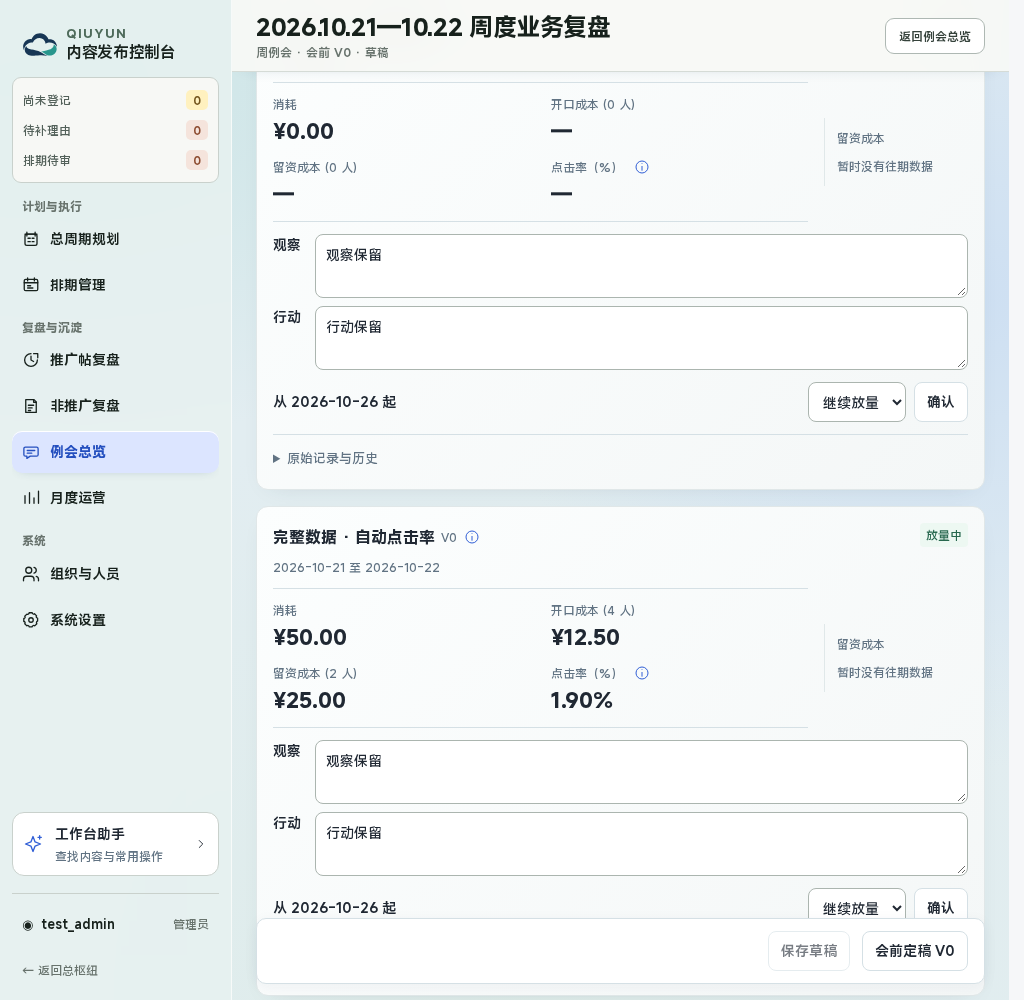 QIUYUN
内容发布控制台
尚未登记 0
待补理由 0
排期待审 0
计划与执行
总周期规划
排期管理
复盘与沉淀
推广帖复盘
非推广复盘
例会总览
月度运营
系统
组织与人员
系统设置
工作台助手
查找内容与常用操作
test_admin 管理员
← 返回总枢纽
2026.10.21—10.22 周度业务复盘
周例会 · 会前 V0 · 草稿
返回例会总览
消耗 开口成本 (0 人)
¥0.00 —
留资成本 (0 人) 点击率（%）
— —
留资成本
暂时没有往期数据
观察 观察保留
行动 行动保留
从 2026-10-26 起 继续放量 确认
原始记录与历史
完整数据 · 自动点击率 V0 放量中
2026-10-21 至 2026-10-22
消耗 开口成本 (4 人)
¥50.00 ¥12.50
留资成本 (2 人) 点击率（%）
¥25.00 1.90%
留资成本
暂时没有往期数据
观察 观察保留
行动 行动保留
从 2026-10-26 起 继续放量 确认
保存草稿 会前定稿 V0